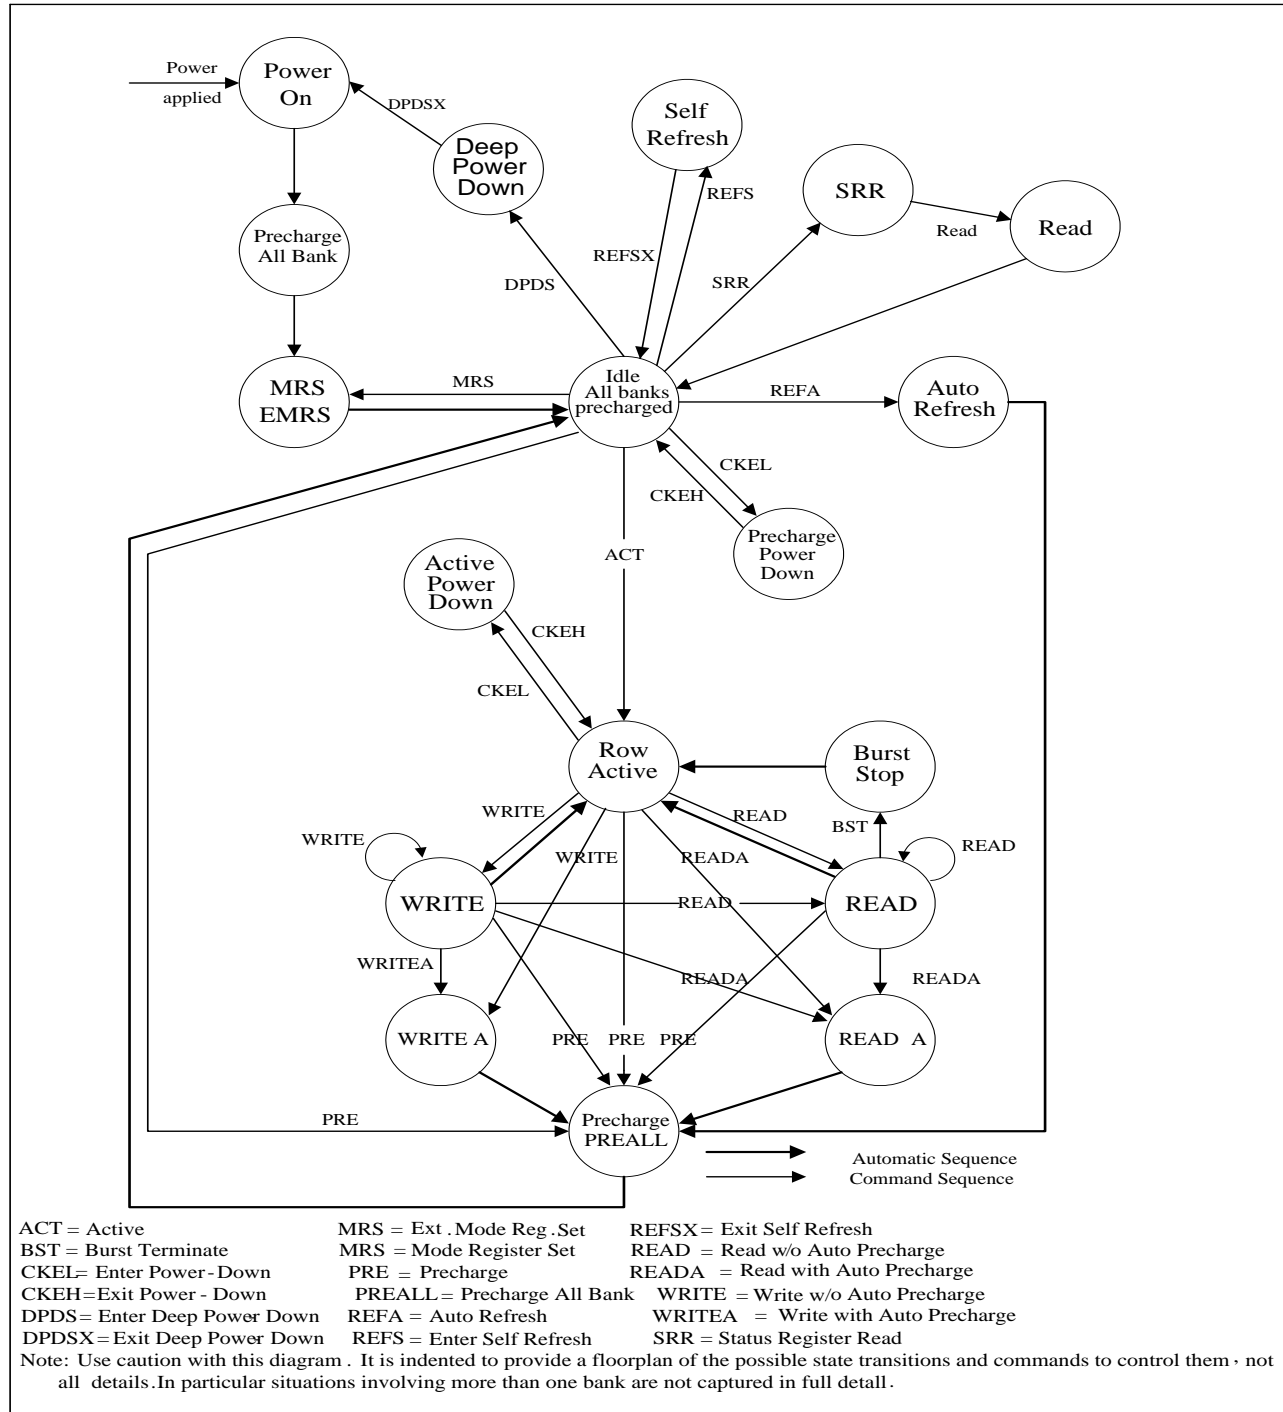 Power
applied
Power
On
DPDSX
Deep
Power
Down
Self
Refresh
SRR
Read
Read
Precharge
All Bank
REFSX
REFS
DPDS
SRR
MRS
EMRS
MRS
Idle
All banks
precharged
REFA
Auto
Refresh
CKEL
CKEH
Precharge
Power
Down
ACT
Active
Power
Down
CKEH
CKEL
Row
Active
Burst
Stop
WRITE
READ
BST
WRITE
WRITE
READA
READ
WRITE
READ
READ
WRITEA
READA
READA
WRITE A
PRE
PRE
PRE
READ A
PRE
Precharge
PREALL
Automatic Sequence
Command Sequence
ACT = Active
BST = Burst Terminate
CKEL= Enter Power-Down
CKEH=Exit Power - Down
DPDS= Enter Deep Power Down
DPDSX=Exit Deep Power Down
MRS = Ext . Mode Reg .Set
MRS = Mode Register Set
PRE = Precharge
PREALL= Precharge All Bank
REFA = Auto Refresh
REFS = Enter Self Refresh
REFSX= Exit Self Refresh
READ = Read w/o Auto Precharge
READA = Read with Auto Precharge
WRITE = Write w/o Auto Precharge
WRITEA = Write with Auto Precharge
SRR = Status Register Read
Note: Use caution with this diagram . It is indented to provide a floorplan of the possible state transitions and commands to control them , not
all details.In particular situations involving more than one bank are not captured in full detall .